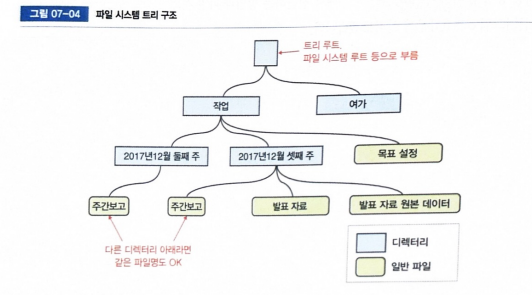 그림 07-04 파일 시스템 트리 구조
트리 루트,
파일 시스템 루트 등으로 부름
작업
여가
2017년12월 둘째 주
2017년12월 셋째 주
목표 설정
주간보고
주간보고
발표 자료
발표 자료 원본 데이터
다른 디렉터리 아래라면
같은 파일명도 OK
디렉터리
일반 파일